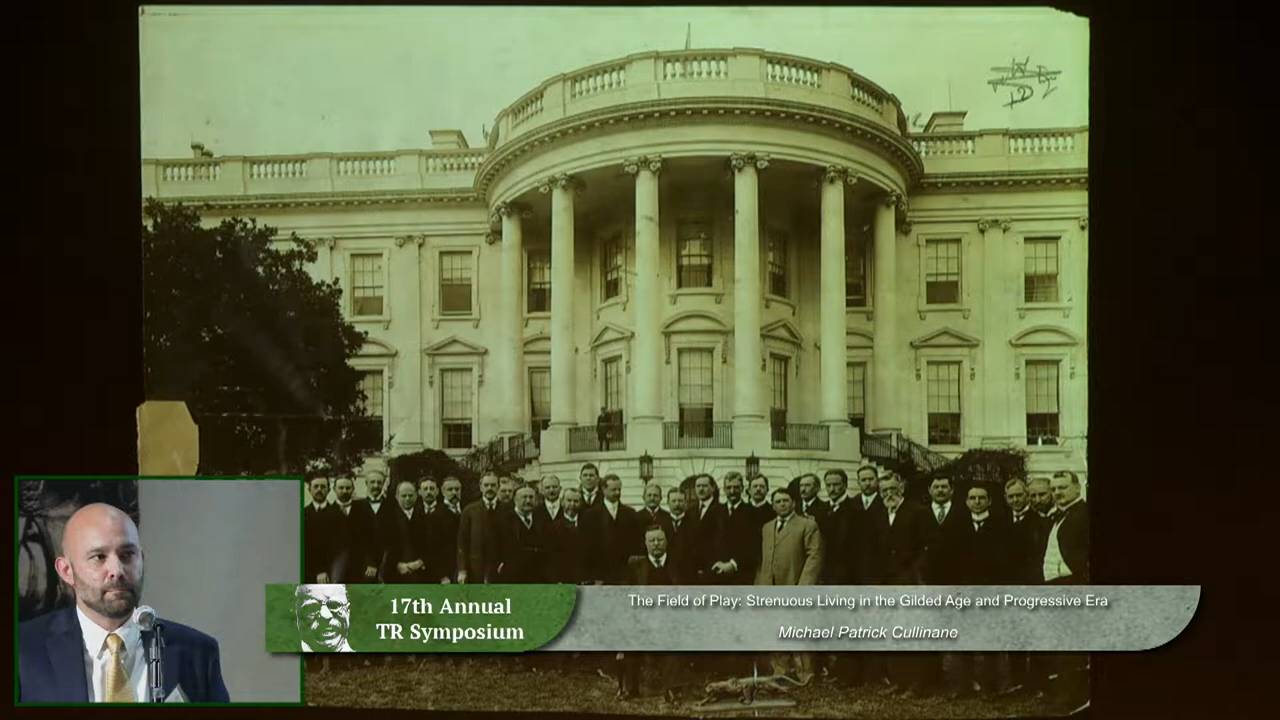 17th Annual
TR Symposium
The Field of Play: Strenuous Living in the Gilded Age and Progressive Era
Michael Patrick Cullinane